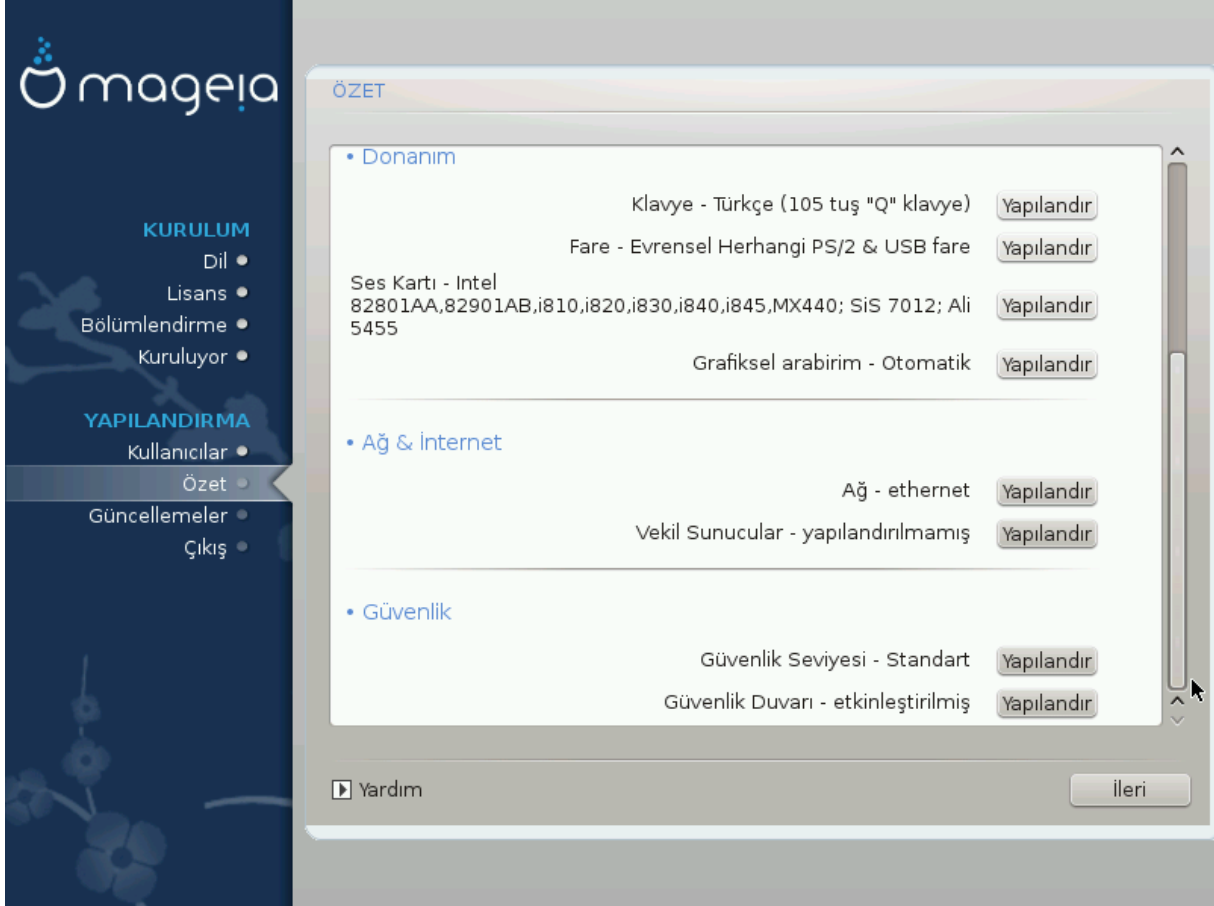 mageia
KURULUM
Dil
Lisans
Bölümlendirme
Kuruluyor
YAPILANDIRMA
Kullanıcılar
Özet
Güncellemeler
Çıkış
ÖZET
• Donanım
Klavye - Türkçe (105 tuş "Q" klavye) Yapılandır
Fare - Evrensel Herhangi PS/2 & USB fare Yapılandır
Ses Kartı - Intel
82801AA,82901AB,i810,i820,i830,i840,i845,MX440; SiS 7012; Ali Yapılandır
5455
Grafiksel arabirim - Otomatik Yapılandır
• Ağ & İnternet
Ağ - ethernet Yapılandır
Vekil Sunucular - yapılandırılmamış Yapılandır
• Güvenlik
Güvenlik Seviyesi - Standart Yapılandır
Güvenlik Duvarı - etkinleştirilmiş Yapılandır
Yardım
İleri